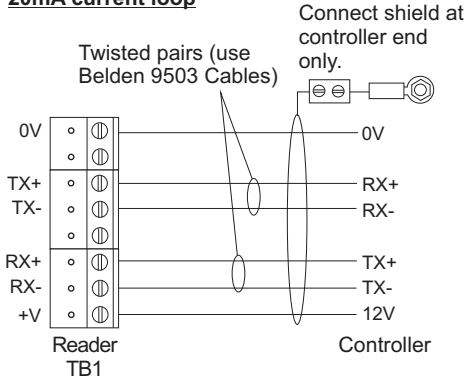 20mA current loop
Connect shield at
controller end
only.
Twisted pairs (use
Belden 9503 Cables)
0V
0V
TX+
RX+
TX-
RX-
RX+
TX+
RX-
TX-
+V
12V
Reader
TB1
Controller